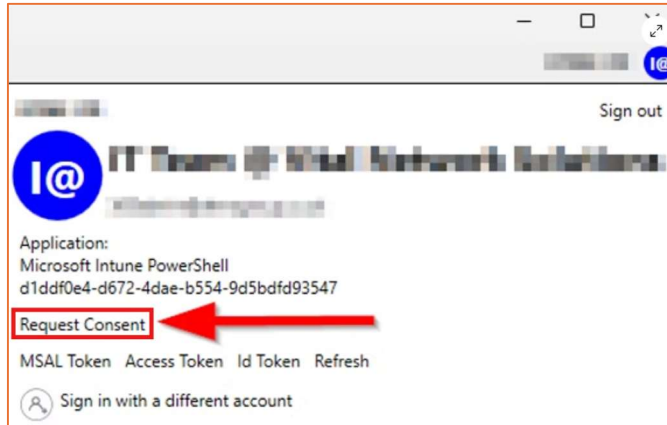 I@
Sign out
I@
Application:
Microsoft Intune PowerShell
d1ddf0e4-d672-4dae-b554-9d5bdfd93547
Request Consent
MSAL Token Access Token Id Token Refresh
Sign in with a different account